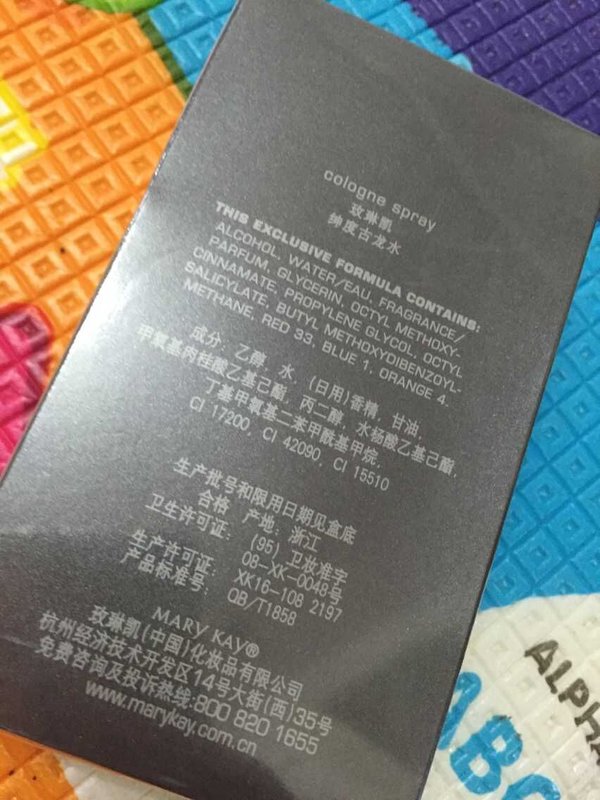 cologne spray
玫琳凯
绅度古龙水
THIS EXCLUSIVE FORMULA CONTAINS:
ALCOHOL, WATER/EAU, FRAGRANCE/
PARFUM, GLYCERIN, OCTYL METHOXY-
CINNAMATE, PROPYLENE GLYCOL, OCTYL
SALICYLATE, BUTYL METHOXYDIBENZOYL-
METHANE, RED 33, BLUE 1, ORANGE 4.
成分: 乙醇, 水, (日用)香精, 甘油,
甲氧基肉桂酸乙基己酯, 丙二醇, 水杨酸乙基己酯,
丁基甲氧基二苯甲酰基甲烷,
CI 17200, CI 42090, CI 15510
生产批号和限用日期见盒底
合格 产地: 浙江
卫生许可证: (95) 卫妆准字
08-XK-0048号
生产许可证: XK16-108 2197
产品标准号: QB/T1858
MARY KAY®
玫琳凯(中国)化妆品有限公司
杭州经济技术开发区14号大街(西)35号
免费咨询及投诉热线:800 820 1655
www.marykay.com.cn
ALPHA
ABC